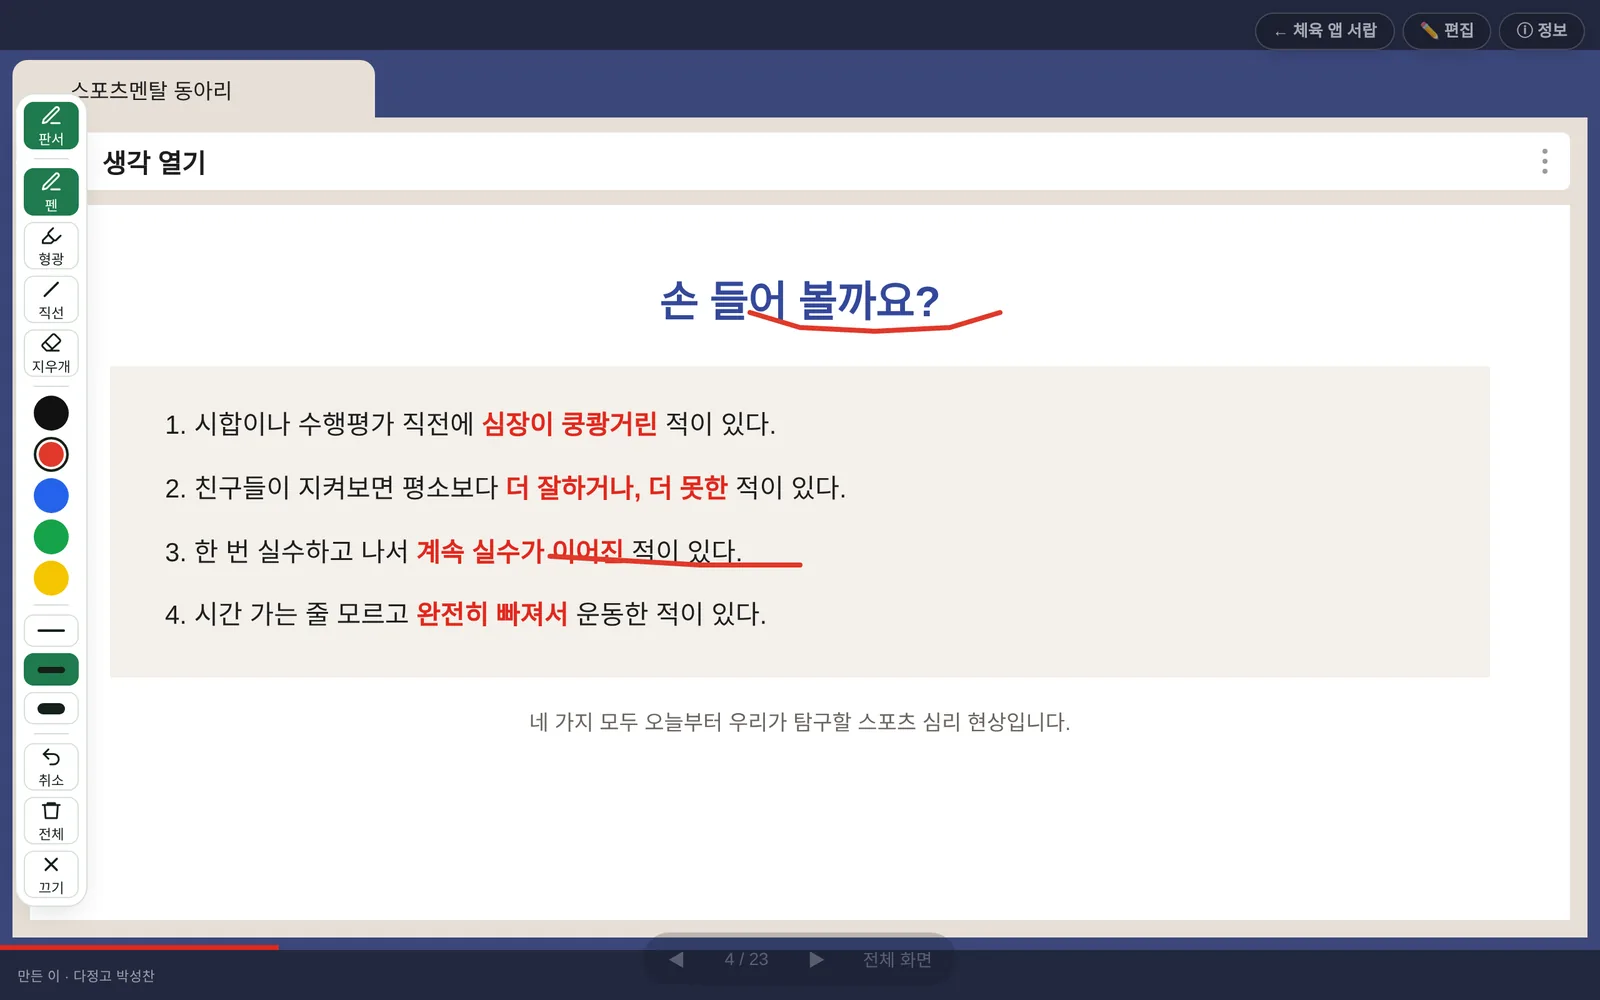 ← 체육 앱 서랍
✏️ 편집
ⓘ 정보
스포츠멘탈 동아리
판서
펜
형광
직선
지우개
취소
전체
끄기
생각 열기
손 들어 볼까요?
1. 시합이나 수행평가 직전에 심장이 쿵쾅거린 적이 있다.
2. 친구들이 지켜보면 평소보다 더 잘하거나, 더 못한 적이 있다.
3. 한 번 실수하고 나서 계속 실수가 이어진 적이 있다.
4. 시간 가는 줄 모르고 완전히 빠져서 운동한 적이 있다.
네 가지 모두 오늘부터 우리가 탐구할 스포츠 심리 현상입니다.
◀ 4 / 23 ▶ 전체 화면
만든 이 · 다정고 박성찬